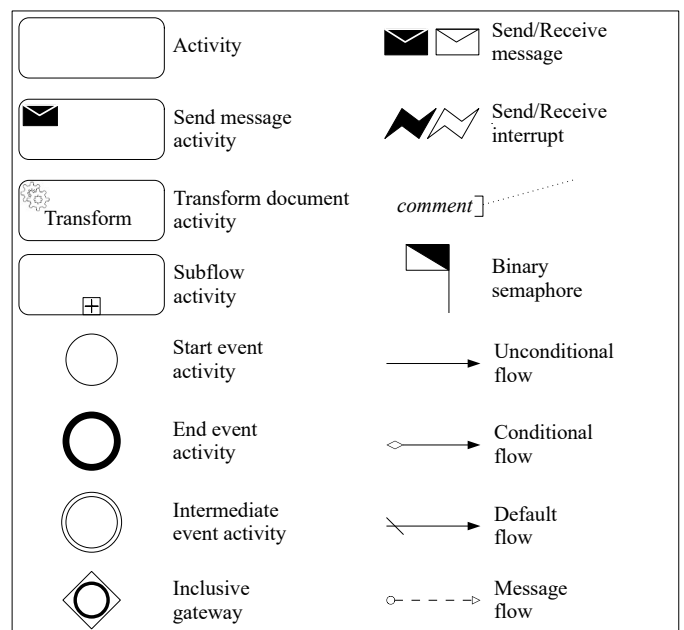 Activity
Send message
activity
Transform
Transform document
activity
Subflow
activity
Start event
activity
End event
activity
Intermediate
event activity
Inclusive
gateway
Send/Receive
message
Send/Receive
interrupt
comment
Binary
semaphore
Unconditional
flow
Conditional
flow
Default
flow
Message
flow